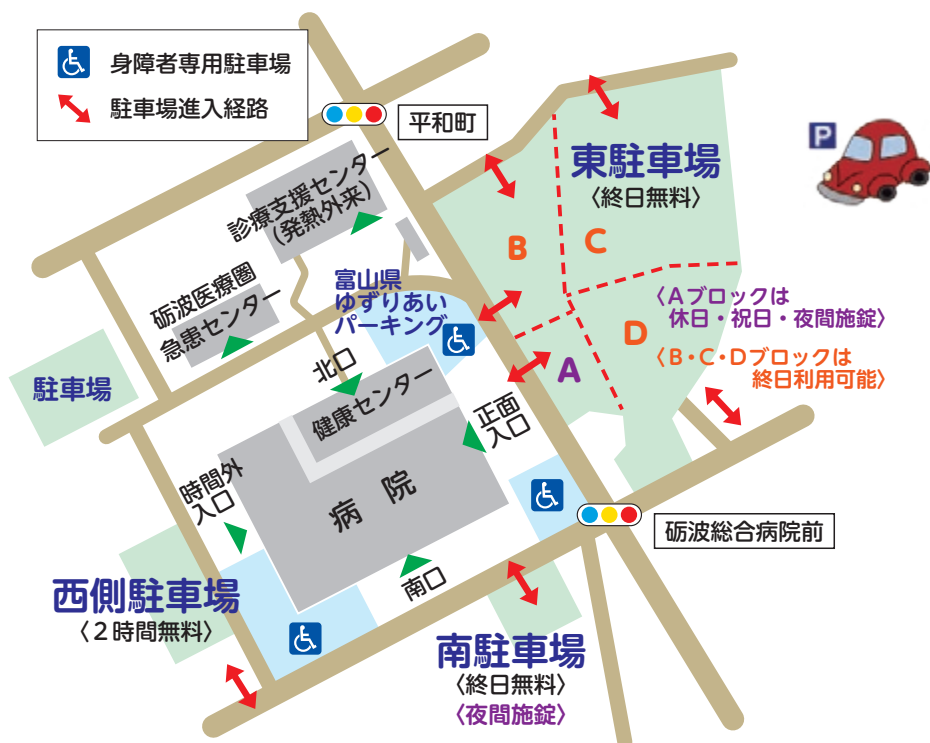 身障者専用駐車場
駐車場進入経路
平和町
P
東駐車場
〈終日無料〉
診療支援センター
(発熱外来)
B
C
富山県
ゆずりあい
パーキング
砺波医療圏
急患センター
〈Aブロックは
休日・祝日・夜間施錠〉
D
〈B・C・Dブロックは
終日利用可能〉
A
駐車場
北口
健康センター
正面
入口
時間外
入口
病院
砺波総合病院前
南口
西側駐車場
〈2時間無料〉
南駐車場
〈終日無料〉
〈夜間施錠〉